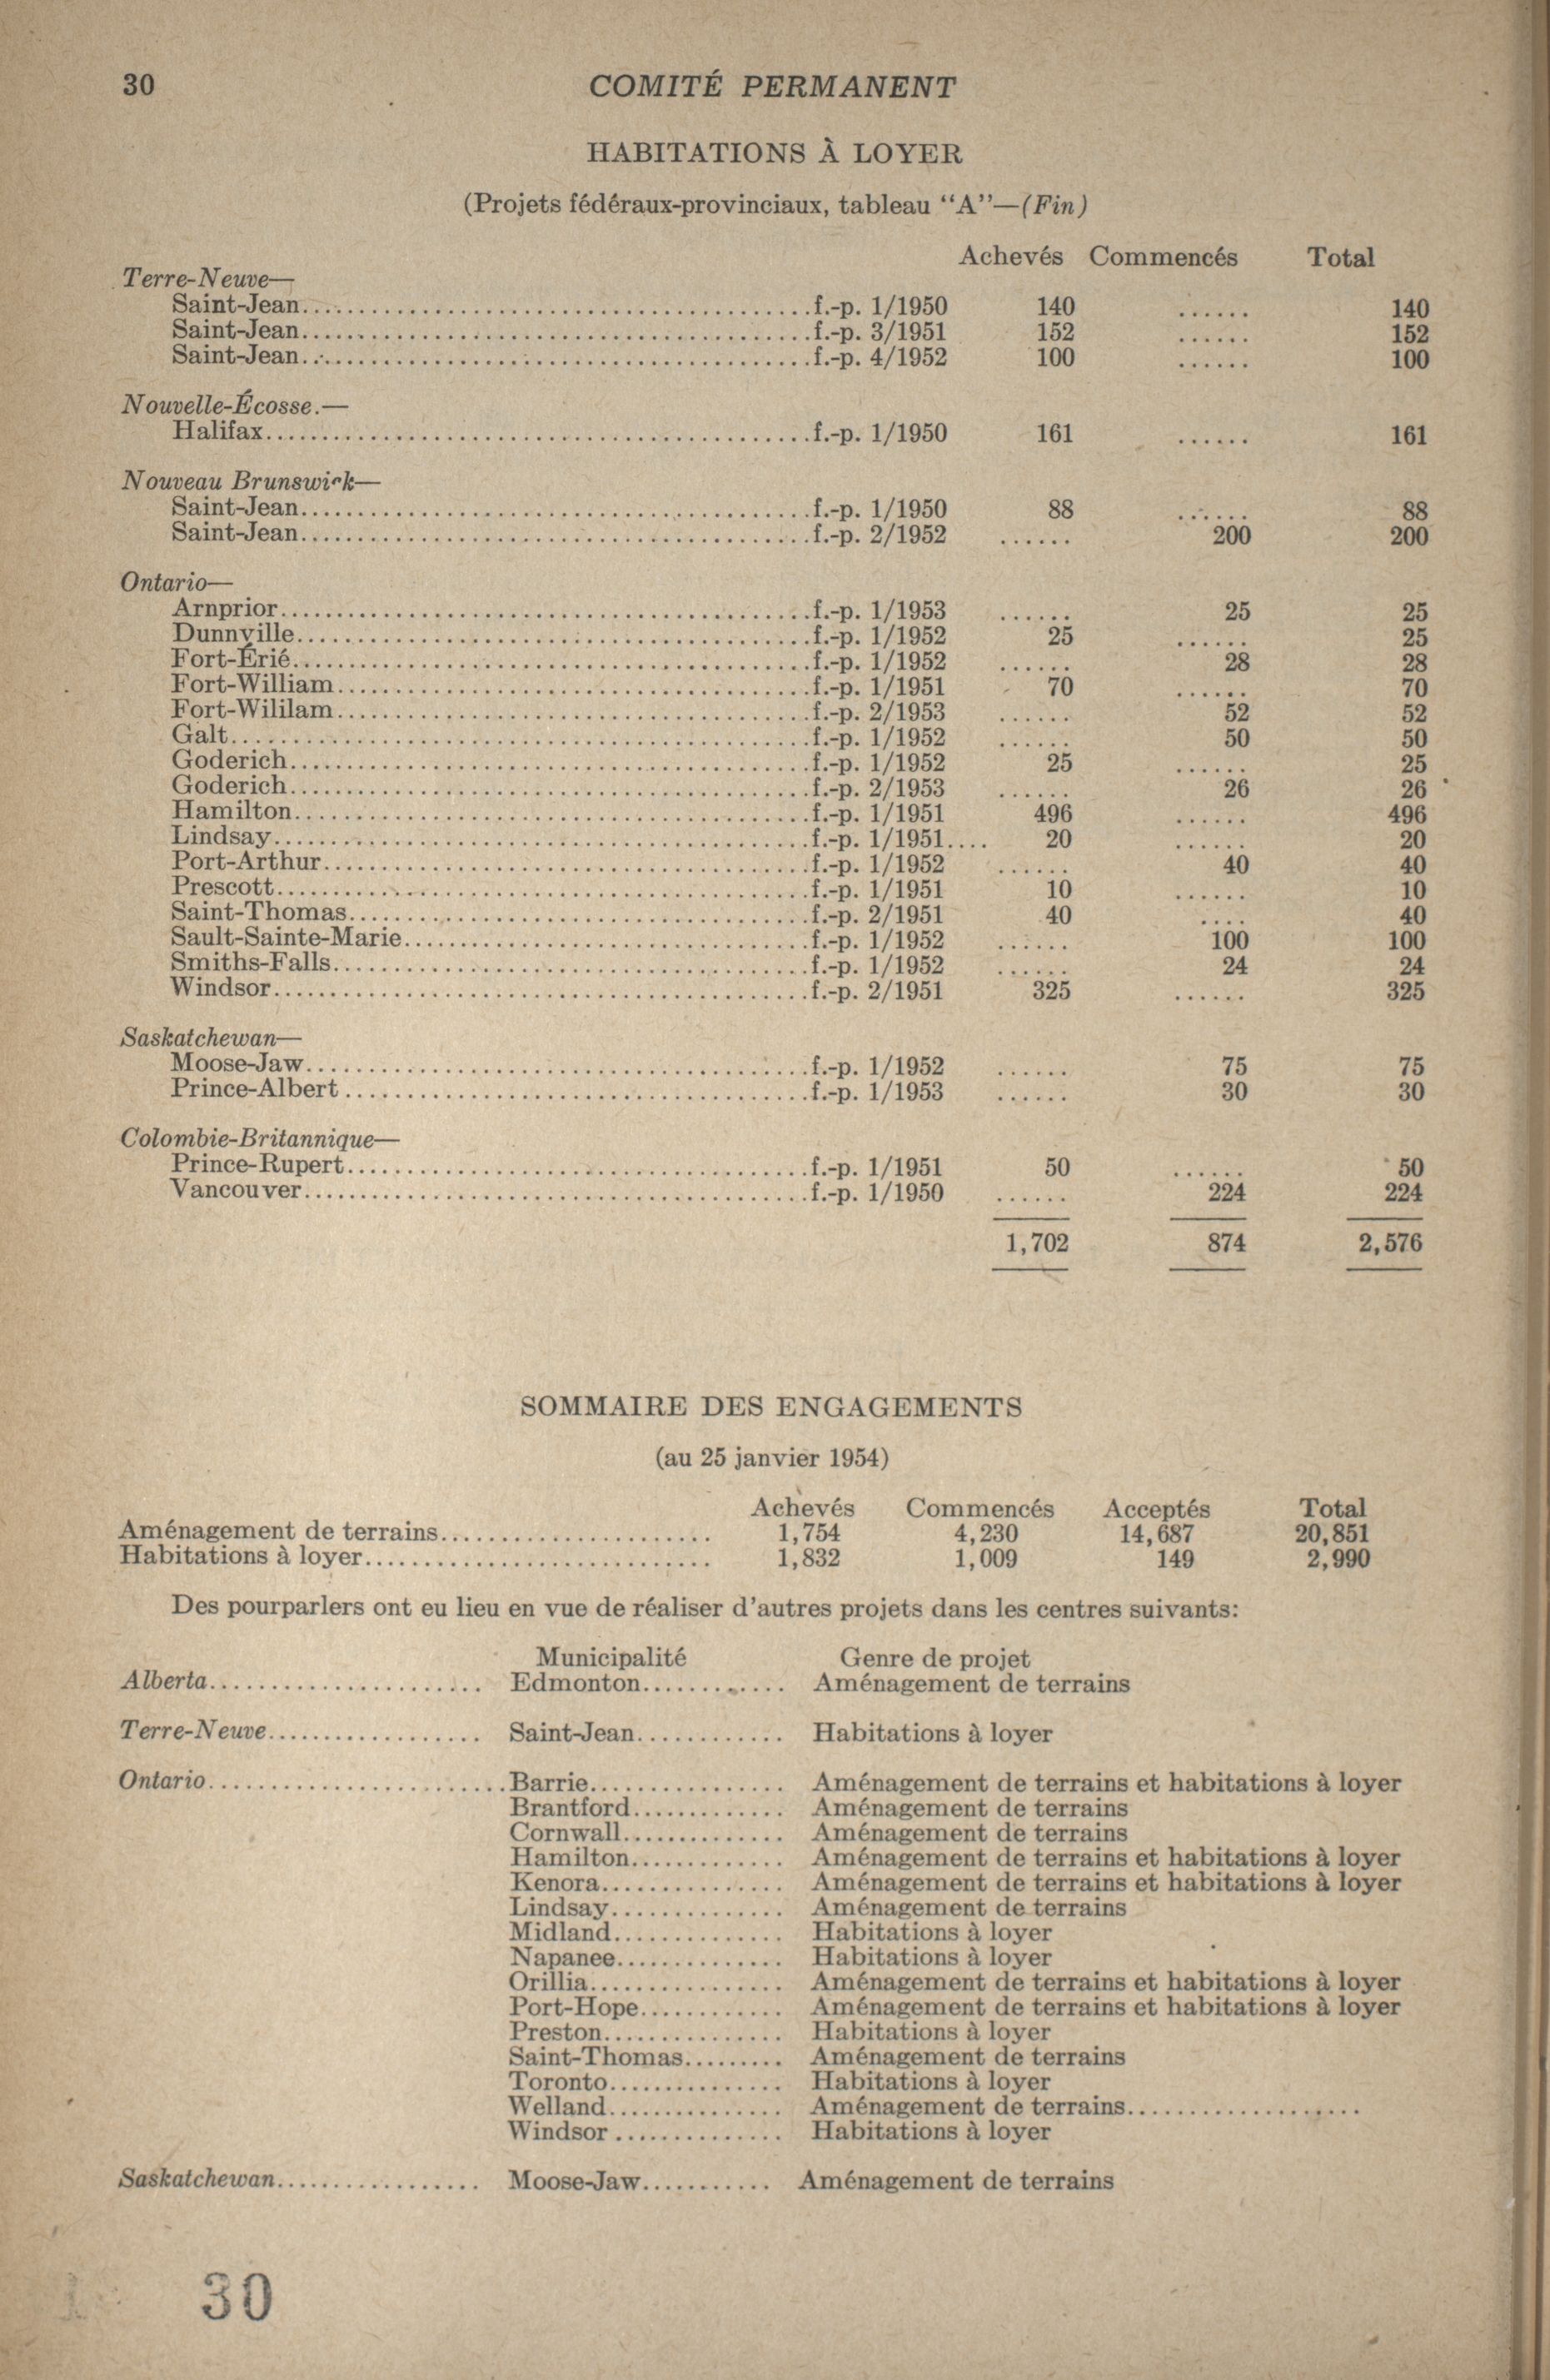 30 COMITÉ PERMANENT
HABITATIONS À LOYER
(Projets fédéraux-provinciaux, tableau "A"—(Fin)
Achevés Commencés Total
Terre-Neuve—
Saint-Jean........f.-p. 1/1950 140 ...... 140
Saint-Jean........f.-p. 3/1951 152 ...... 152
Saint-Jean........f.-p. 4/1952 100 ...... 100
Nouvelle-Écosse.—
Halifax........f.-p. 1/1950 161 ...... 161
Nouveau Brunswick—
Saint-Jean........f.-p. 1/1950 88 ...... 88
Saint-Jean........f.-p. 2/1952 ...... 200 200
Ontario—
Arnprior........f.-p. 1/1953 ...... 25 25
Dunnville........f.-p. 1/1952 25 ...... 25
Fort-Érié........f.-p. 1/1952 ...... 28 28
Fort-William........f.-p. 1/1951 70 ...... 70
Fort-Wililam........f.-p. 2/1953 ...... 52 52
Galt........f.-p. 1/1952 ...... 50 50
Goderich........f.-p. 1/1952 25 ...... 25
Goderich........f.-p. 2/1953 ...... 26 26
Hamilton........f.-p. 1/1951 496 ...... 496
Lindsay........f.-p. 1/1951.... 20 ...... 20
Port-Arthur........f.-p. 1/1952 ...... 40 40
Prescott........f.-p. 1/1951 10 ...... 10
Saint-Thomas........f.-p. 2/1951 40 .... 40
Sault-Sainte-Marie........f.-p. 1/1952 ...... 100 100
Smiths-Falls........f.-p. 1/1952 ...... 24 24
Windsor........f.-p. 2/1951 325 ...... 325
Saskatchewan—
Moose-Jaw........f.-p. 1/1952 ...... 75 75
Prince-Albert........f.-p. 1/1953 ...... 30 30
Colombie-Britannique—
Prince-Rupert........f.-p. 1/1951 50 ...... 50
Vancouver........f.-p. 1/1950 ...... 224 224
1,702 874 2,576
SOMMAIRE DES ENGAGEMENTS
(au 25 janvier 1954)
Achevés Commencés Acceptés Total
Aménagement de terrains........ 1,754 4,230 14,687 20,851
Habitations à loyer........ 1,832 1,009 149 2,990
Des pourparlers ont eu lieu en vue de réaliser d'autres projets dans les centres suivants:
Municipalité Genre de projet
Alberta........ Edmonton........ Aménagement de terrains
Terre-Neuve........ Saint-Jean........ Habitations à loyer
Ontario........Barrie........ Aménagement de terrains et habitations à loyer
Brantford........ Aménagement de terrains
Cornwall........ Aménagement de terrains
Hamilton........ Aménagement de terrains et habitations à loyer
Kenora........ Aménagement de terrains et habitations à loyer
Lindsay........ Aménagement de terrains
Midland........ Habitations à loyer
Napanee........ Habitations à loyer
Orillia........ Aménagement de terrains et habitations à loyer
Port-Hope........ Aménagement de terrains et habitations à loyer
Preston........ Habitations à loyer
Saint-Thomas........ Aménagement de terrains
Toronto........ Habitations à loyer
Welland........ Aménagement de terrains........
Windsor........ Habitations à loyer
Saskatchewan........ Moose-Jaw........ Aménagement de terrains
30